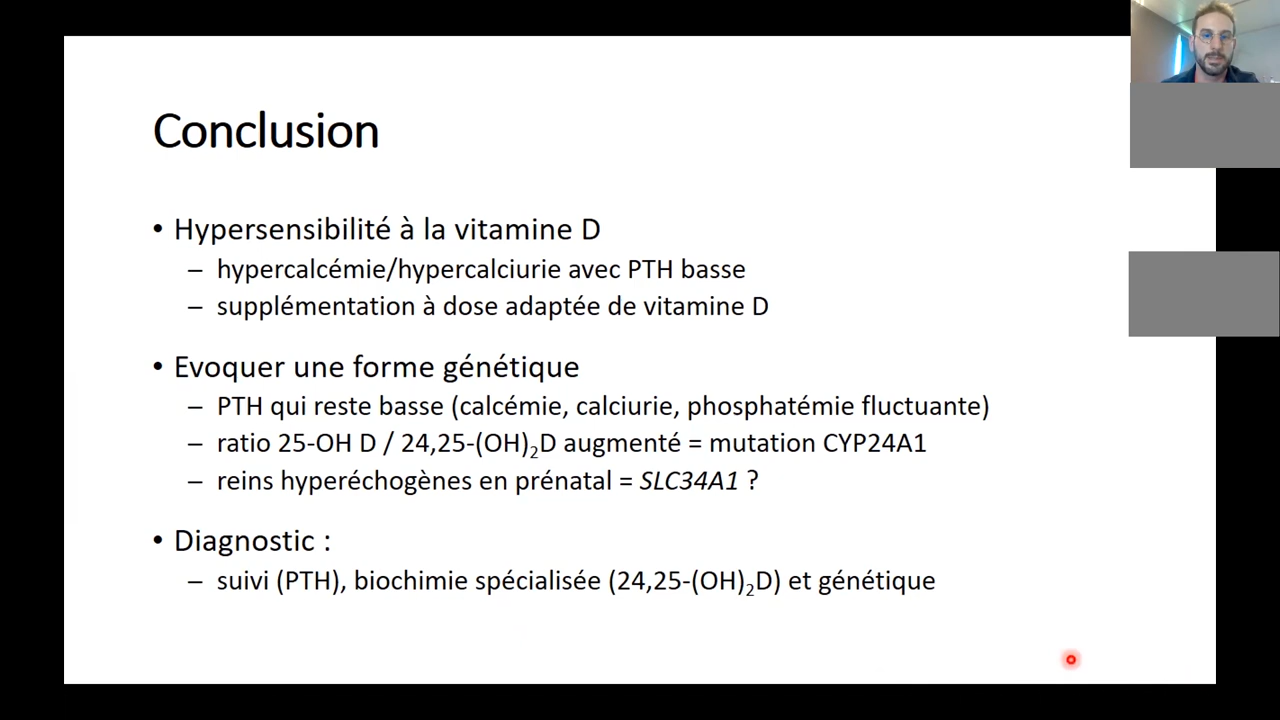 Conclusion
• Hypersensibilité à la vitamine D
– hypercalcémie/hypercalciurie avec PTH basse
– supplémentation à dose adaptée de vitamine D
• Evoquer une forme génétique
– PTH qui reste basse (calcémie, calciurie, phosphatémie fluctuante)
– ratio 25-OH D / 24,25-(OH)₂D augmenté = mutation CYP24A1
– reins hyperéchogènes en prénatal = SLC34A1 ?
• Diagnostic :
– suivi (PTH), biochimie spécialisée (24,25-(OH)₂D) et génétique